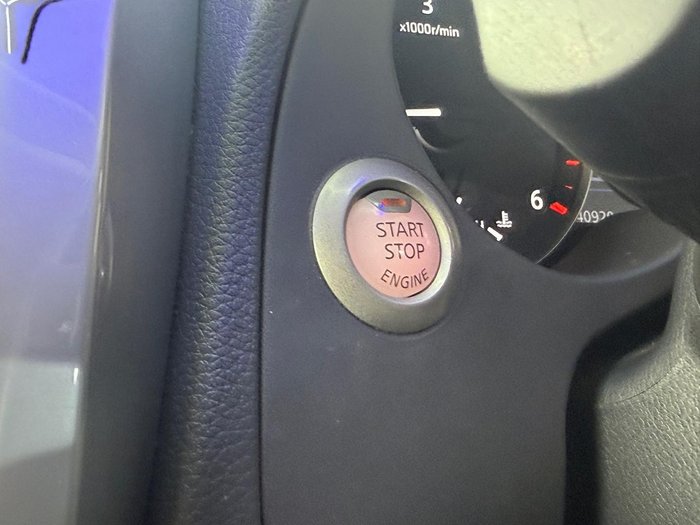 3
x1000r/min
6
START
STOP
ENGINE